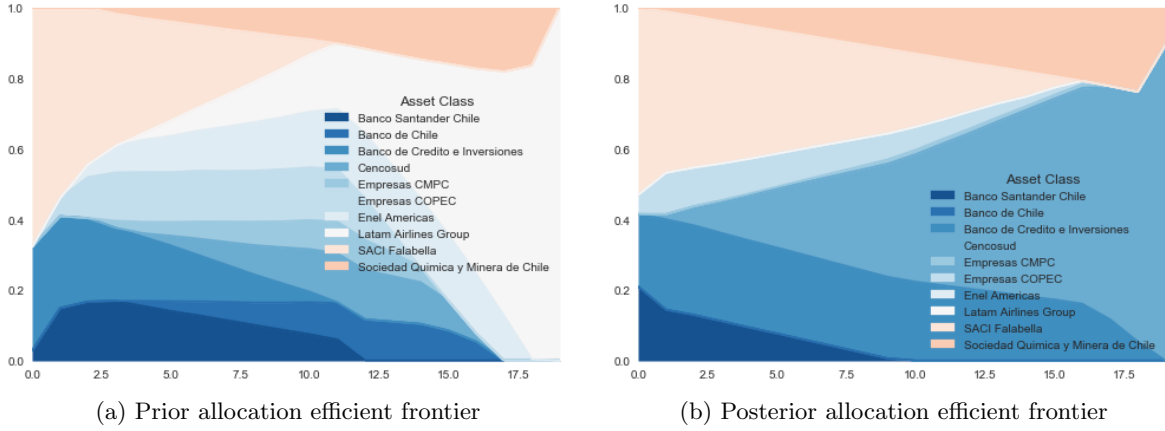 1.0
0.8
0.6
0.4
0.2
0.0
0.0 2.5 5.0 7.5 10.0 12.5 15.0 17.5
Asset Class
Banco Santander Chile
Banco de Chile
Banco de Credito e Inversiones
Cencosud
Empresas CMPC
Empresas COPEC
Enel Americas
Latam Airlines Group
SACI Falabella
Sociedad Quimica y Minera de Chile
(a) Prior allocation efficient frontier
1.0
0.8
0.6
0.4
0.2
0.0
0.0 2.5 5.0 7.5 10.0 12.5 15.0 17.5
Asset Class
Banco Santander Chile
Banco de Chile
Banco de Credito e Inversiones
Cencosud
Empresas CMPC
Empresas COPEC
Enel Americas
Latam Airlines Group
SACI Falabella
Sociedad Quimica y Minera de Chile
(b) Posterior allocation efficient frontier